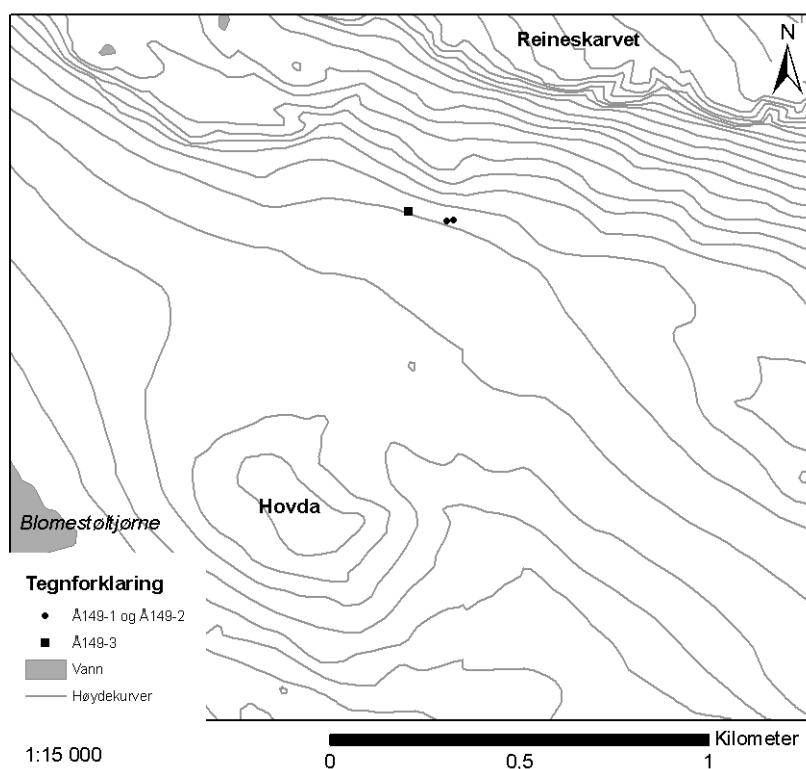 Reineskarvet
N
Hovda
Blomestøltjørne
Tegnforklaring
Å149-1 og Å149-2
Å149-3
Vann
Høydekurver
1:15 000
Kilometer
0 0,5 1